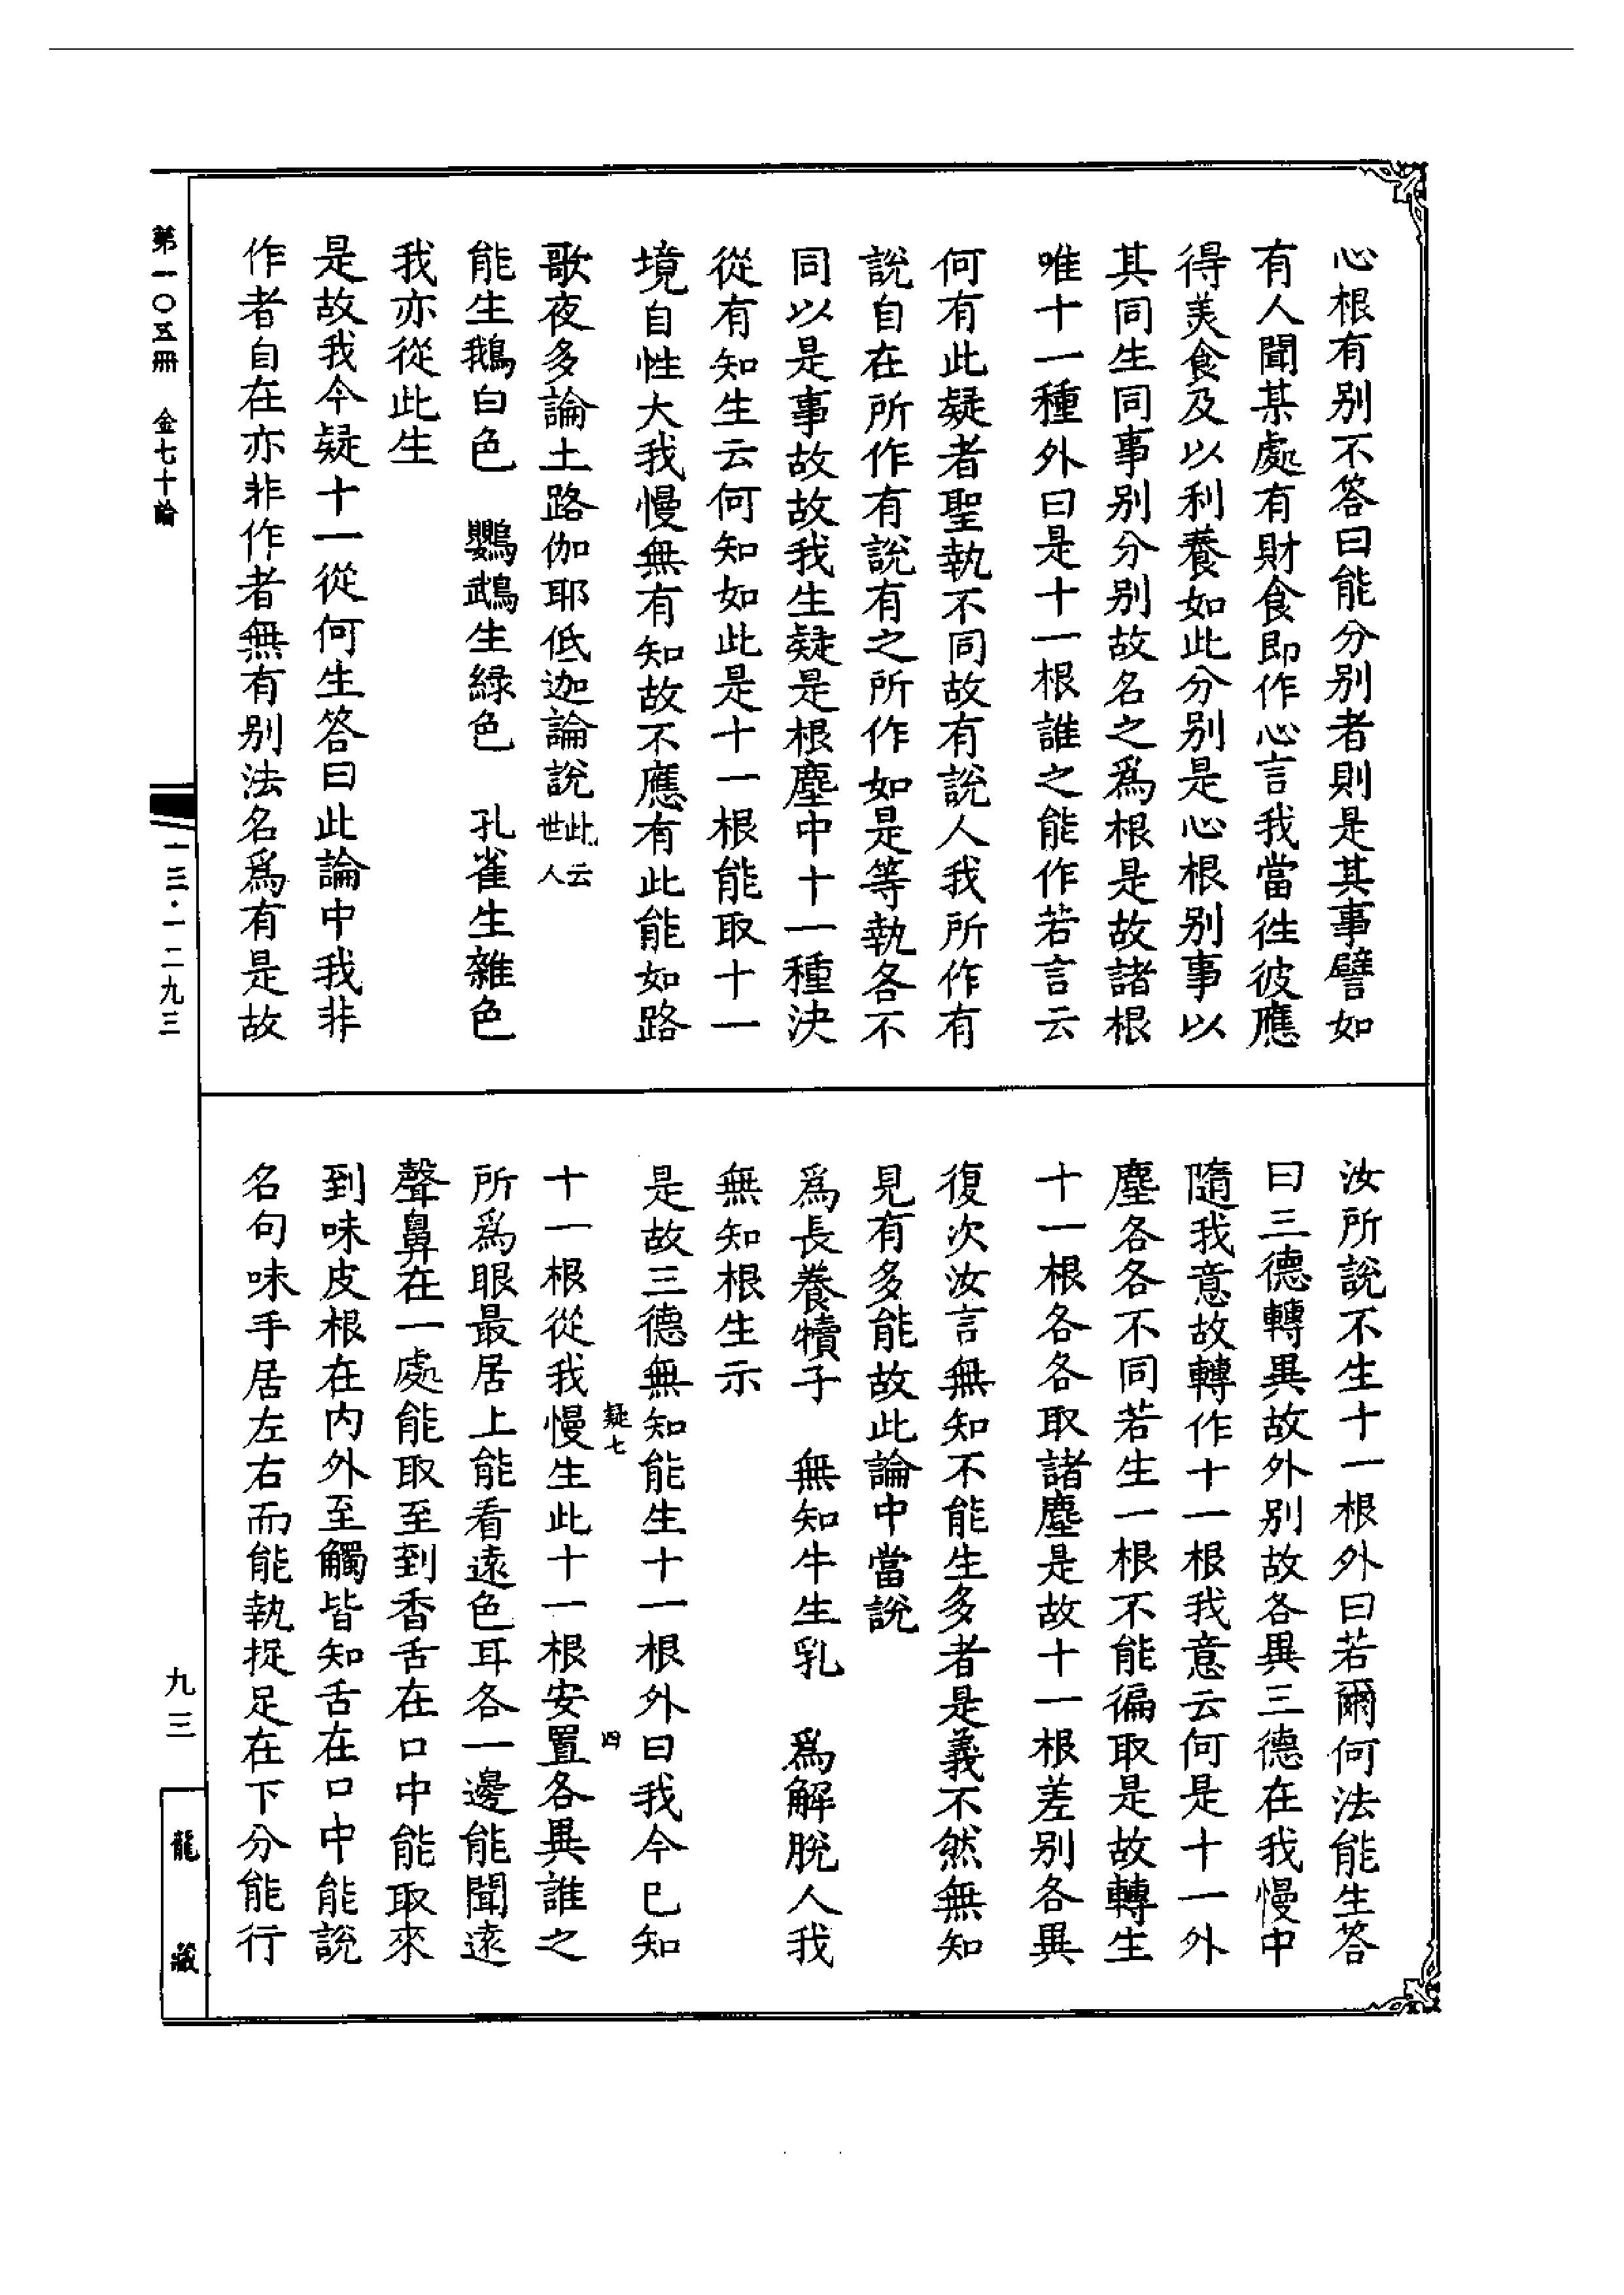 心根有别不答曰能分别者則是其事譬如
有人聞某處有財食即作心言我當往彼應
得美食及以利養如此分别是心根别事以
其同生同事别分别故名之爲根是故諸根
唯十一種外曰是十一根誰之能作若言云
何有此疑者聖執不同故有說人我所作有
說自在所作有說有之所作如是等執各不
同以是事故故我生疑是根塵中十一種決
從有知生云何知如此是十一根能取十一
境自性大我慢無有知故不應有此能如路
歌夜多論土路伽耶低迦論說此云世人
能生鵝白色　鸚鵡生綠色　孔雀生雜色
我亦從此生
是故我今疑十一從何生答曰此論中我非
作者自在亦非作者無有别法名爲有是故
汝所說不生十一根外曰若爾何法能生答
曰三德轉異故外别故各異三德在我慢中
隨我意故轉作十一根我意云何是十一外
塵各各不同若生一根不能徧取是故轉生
十一根各各取諸塵是故十一根差别各異
復次汝言無知不能生多者是義不然無知
見有多能故此論中當說
爲長養犢子　無知牛生乳　爲解脫人我
無知根生示
是故三德無知能生十一根外曰我今已知
疑七　四
十一根從我慢生此十一根安置各異誰之
所爲眼最居上能看遠色耳各一邊能聞遠
聲鼻在一處能取至到香舌在口中能取來
到味皮根在内外至觸皆知舌在口中能說
名句味手居左右而能執捉足在下分能行
第一〇五冊　金七十論
一三·一二九三
九三
龍藏